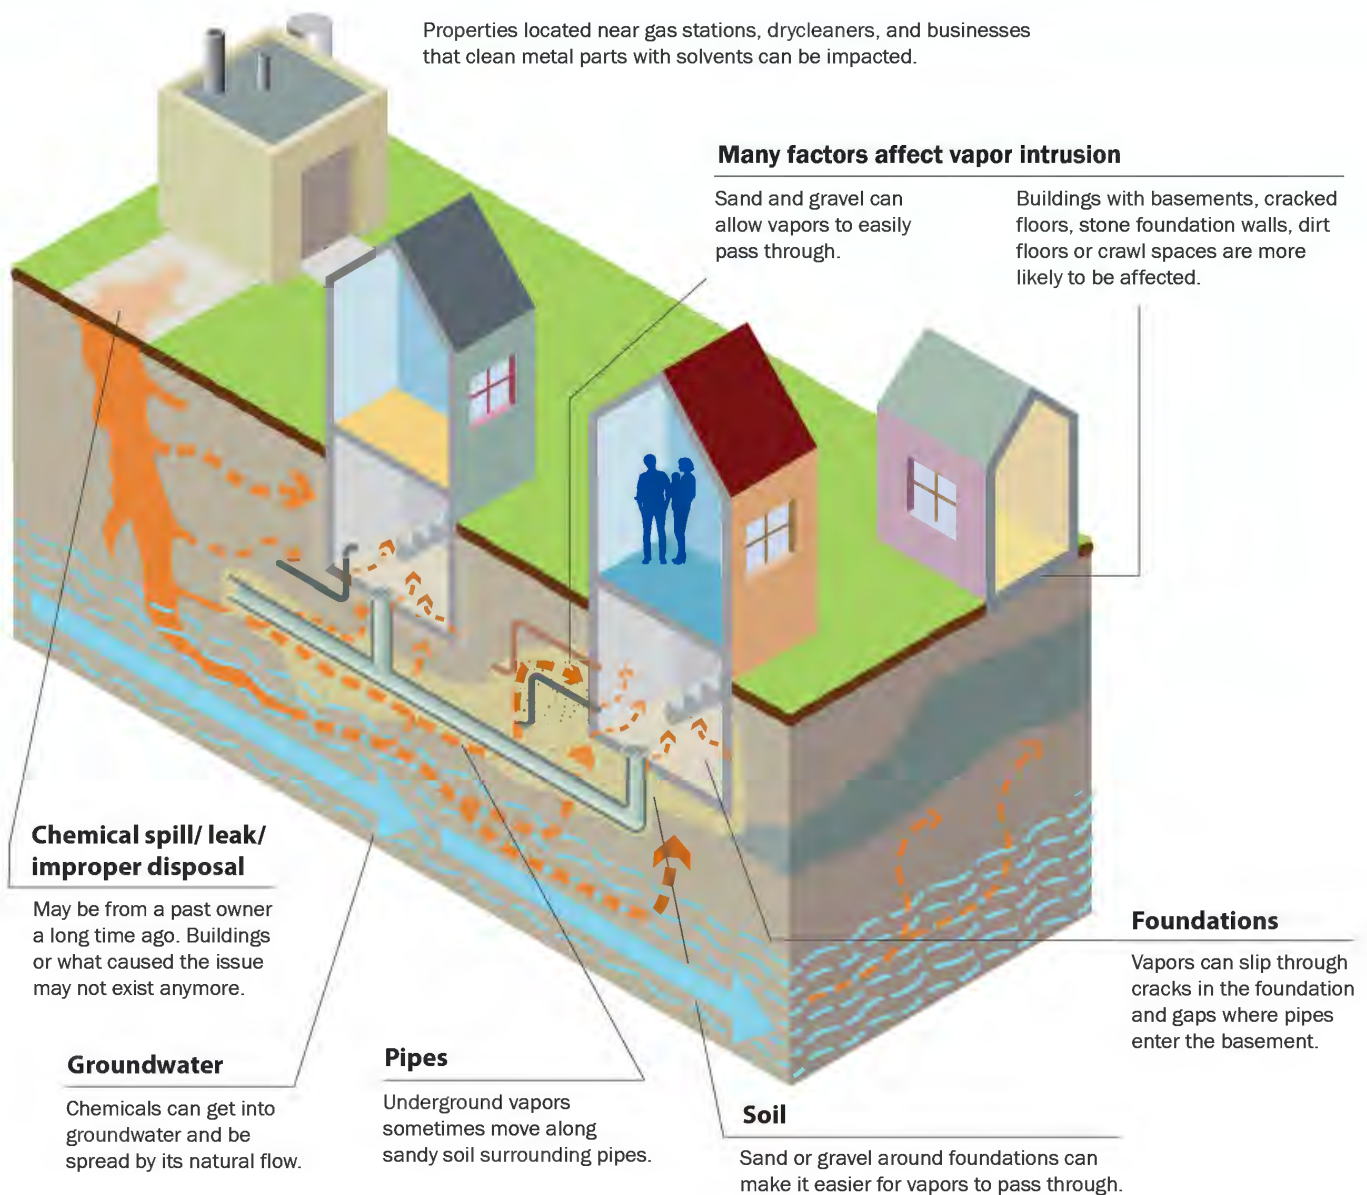 Properties located near gas stations, drycleaners, and businesses
that clean metal parts with solvents can be impacted.
Many factors affect vapor intrusion
Sand and gravel can
allow vapors to easily
pass through.
Buildings with basements, cracked
floors, stone foundation walls, dirt
floors or crawl spaces are more
likely to be affected.
Chemical spill/ leak/
improper disposal
May be from a past owner
a long time ago. Buildings
or what caused the issue
may not exist anymore.
Foundations
Vapors can slip through
cracks in the foundation
and gaps where pipes
enter the basement.
Groundwater
Chemicals can get into
groundwater and be
spread by its natural flow.
Pipes
Underground vapors
sometimes move along
sandy soil surrounding pipes.
Soil
Sand or gravel around foundations can
make it easier for vapors to pass through.